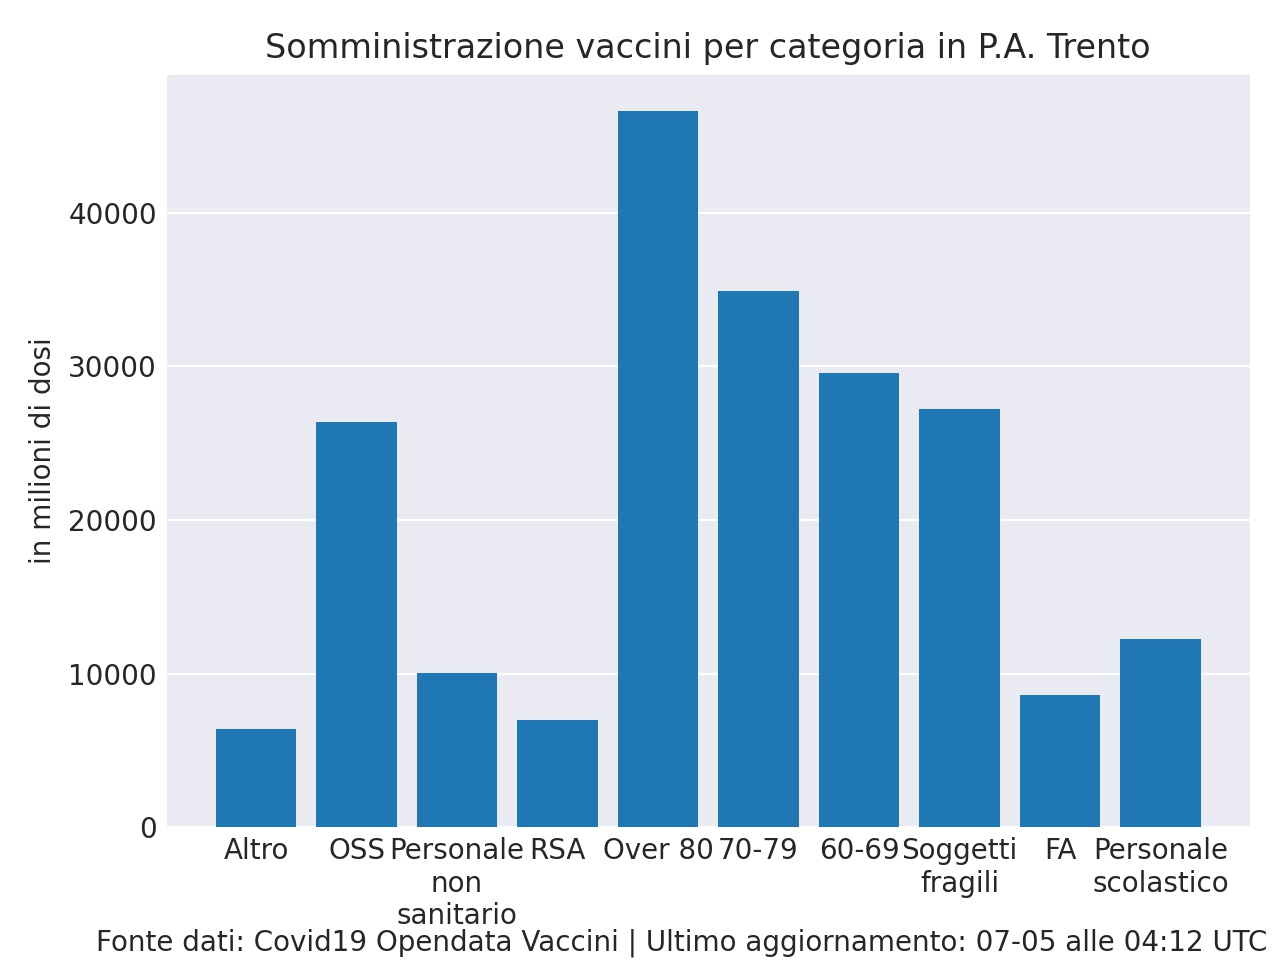 Somministrazione vaccini per categoria in P.A. Trento
in milioni di dosi
40000
30000
20000
10000
0
Altro OSS Personale non sanitario RSA Over 80 70-79 60-69 Soggetti fragili FA Personale scolastico
Fonte dati: Covid19 Opendata Vaccini | Ultimo aggiornamento: 07-05 alle 04:12 UTC